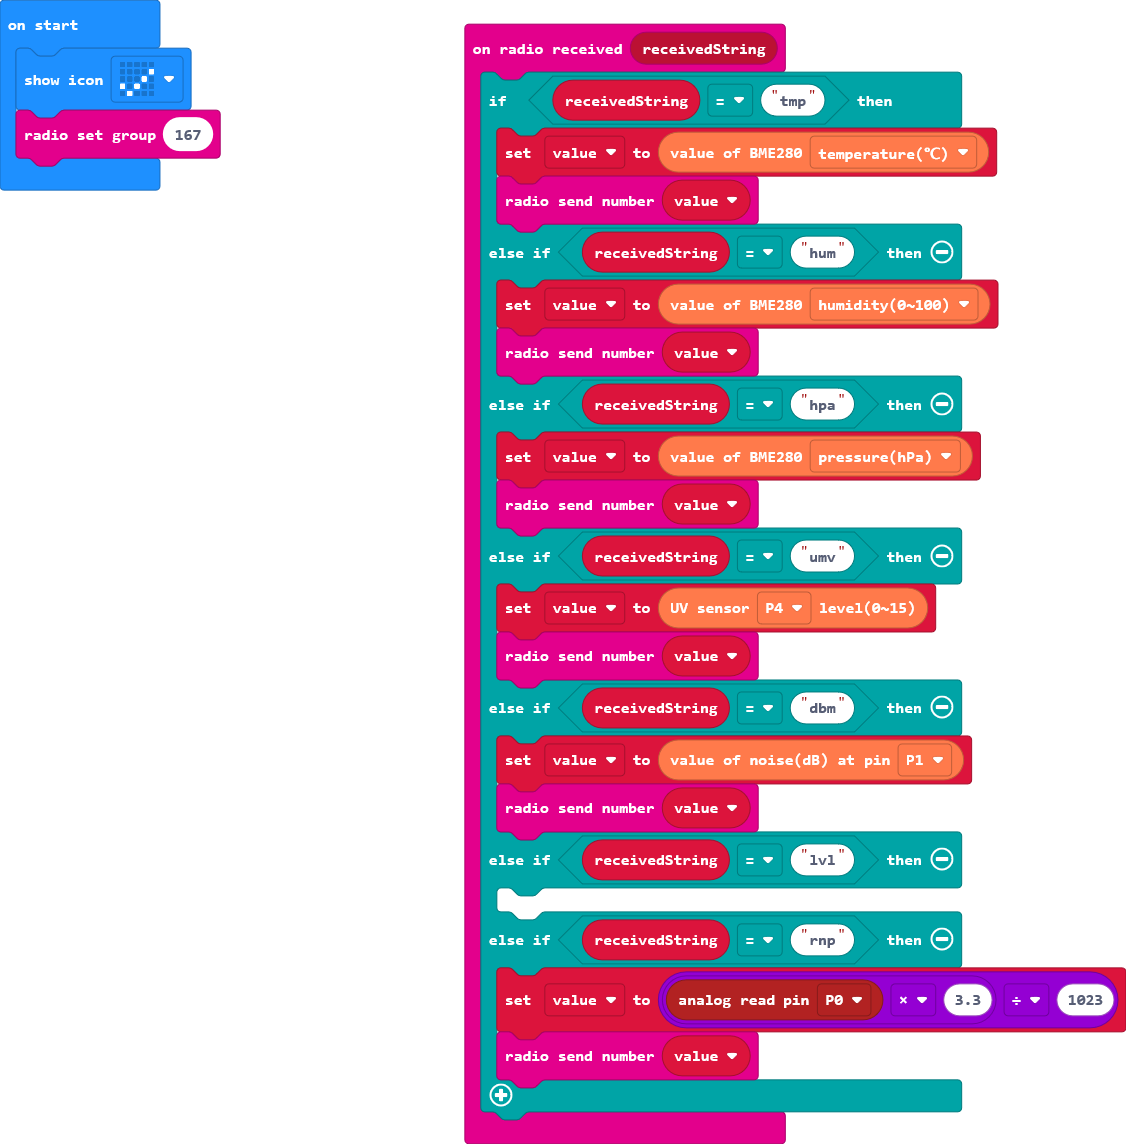 on start
show icon
radio set group 167
on radio received receivedString
if receivedString = "tmp" then
set value to value of BME280 temperature(℃)
radio send number value
else if receivedString = "hum" then
set value to value of BME280 humidity(0~100)
radio send number value
else if receivedString = "hpa" then
set value to value of BME280 pressure(hPa)
radio send number value
else if receivedString = "umv" then
set value to UV sensor P4 level(0~15)
radio send number value
else if receivedString = "dbm" then
set value to value of noise(dB) at pin P1
radio send number value
else if receivedString = "lvl" then
else if receivedString = "rnp" then
set value to analog read pin P0 × 3.3 ÷ 1023
radio send number value